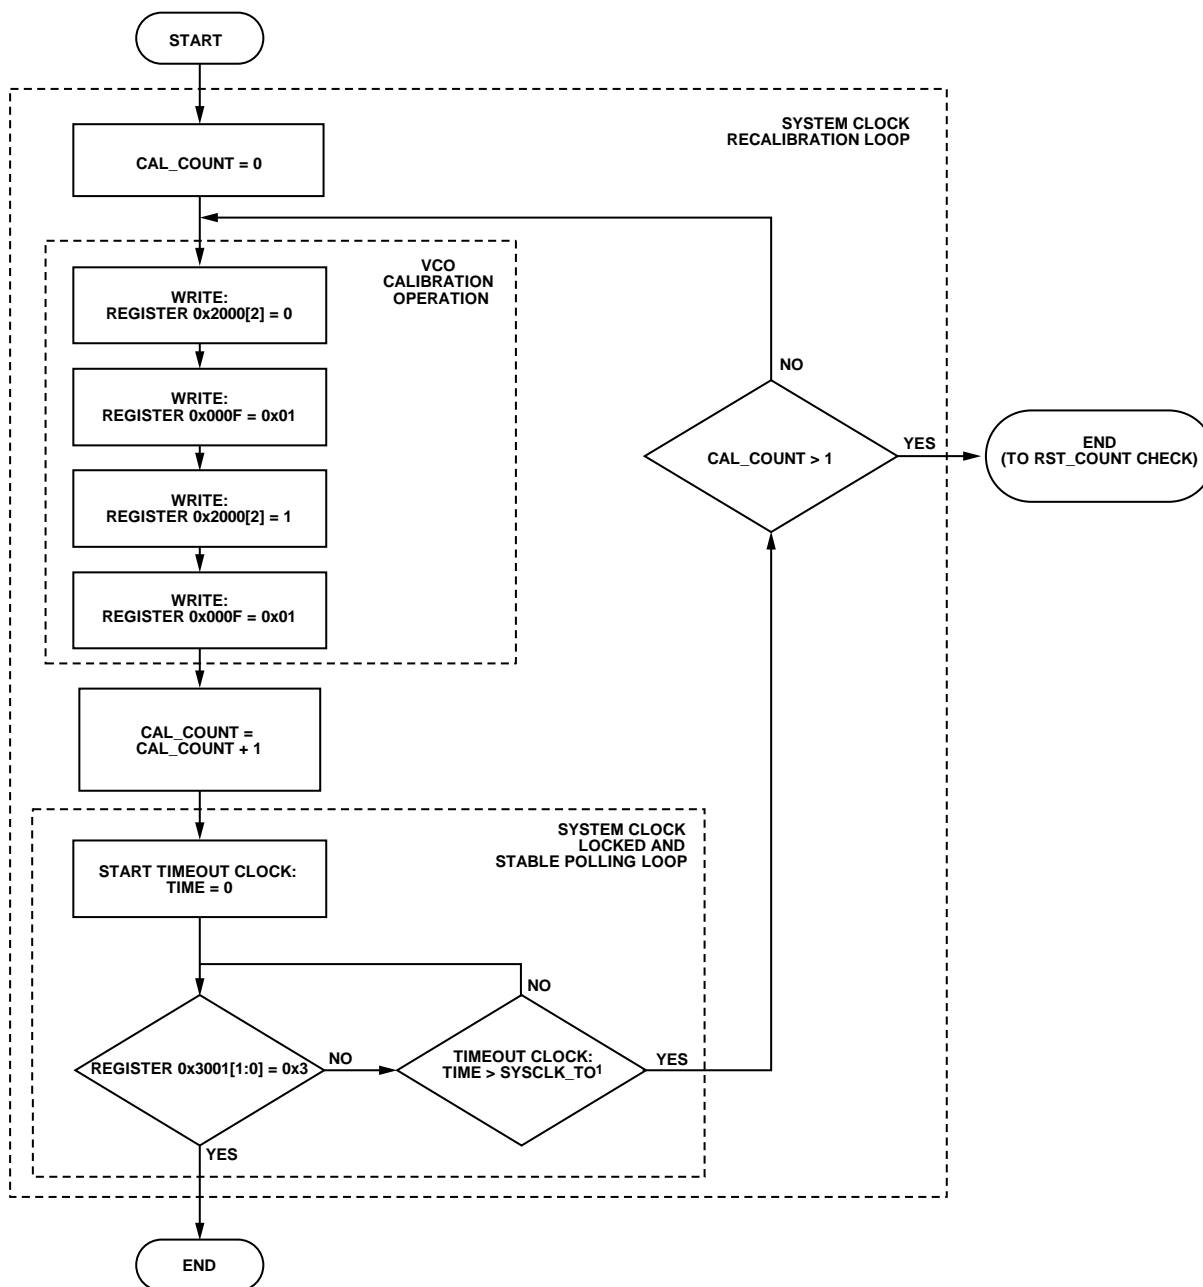 START
SYSTEM CLOCK
RECALIBRATION LOOP
CAL_COUNT = 0
VCO
CALIBRATION
OPERATION
WRITE:
REGISTER 0x2000[2] = 0
WRITE:
REGISTER 0x000F = 0x01
WRITE:
REGISTER 0x2000[2] = 1
WRITE:
REGISTER 0x000F = 0x01
NO
CAL_COUNT > 1
YES
END
(TO RST_COUNT CHECK)
CAL_COUNT =
CAL_COUNT + 1
SYSTEM CLOCK
LOCKED AND
STABLE POLLING LOOP
START TIMEOUT CLOCK:
TIME = 0
NO
REGISTER 0x3001[1:0] = 0x3
NO
TIMEOUT CLOCK:
TIME > SYSCLK_TO¹
YES
YES
END